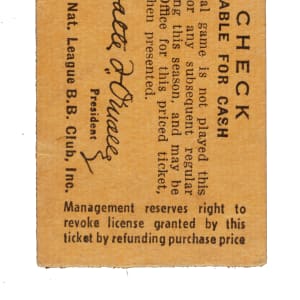 CHECK
ABLE FOR CASH
al game is not played this
or any subsequent regular
ing this season, and may be
ffice for this priced ticket,
hen presented.
President
Nat. League B.B. Club, Inc.
Management reserves right to
revoke license granted by this
ticket by refunding purchase price